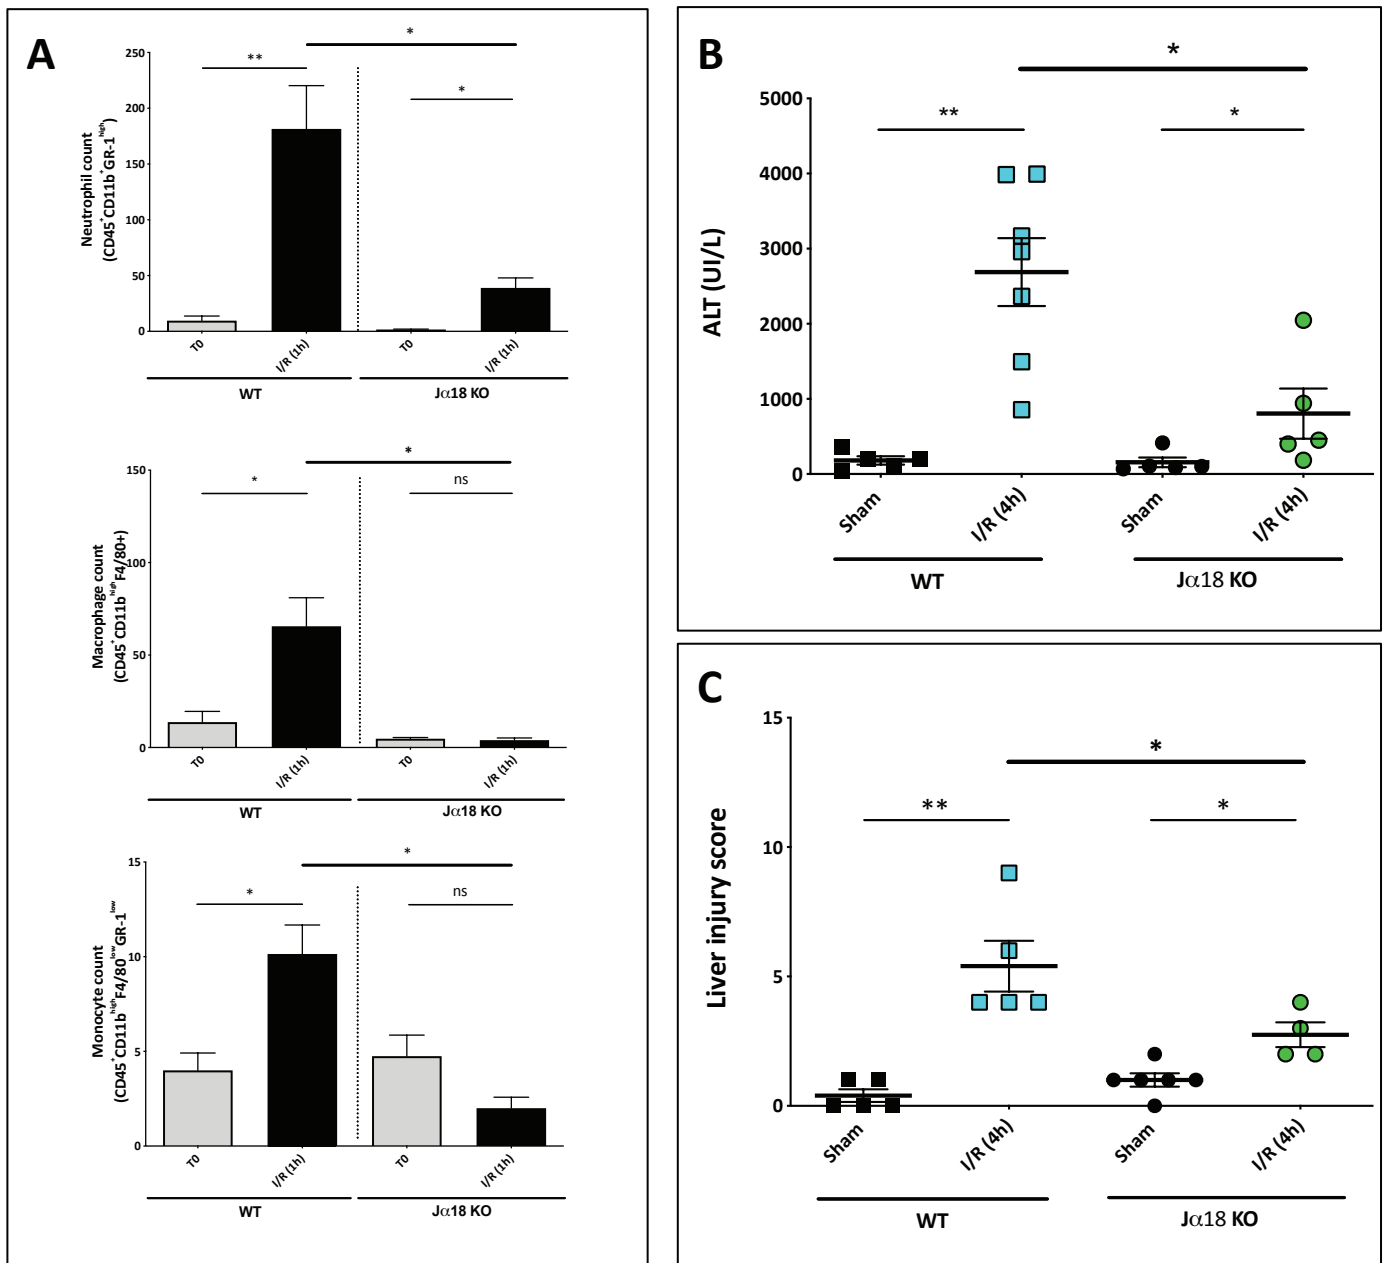 A
*
250
**
200
*
150
100
50
0
Neutrophil count
(CD45+CD11b+GR-1high)
T0
I/R (1h)
T0
I/R (1h)
WT
Jα18 KO
*
150
*
ns
100
50
0
Macrophage count
(CD45+CD11bhighF4/80+)
T0
I/R (1h)
T0
I/R (1h)
WT
Jα18 KO
*
15
*
ns
10
5
0
Monocyte count
(CD45+CD11bhighF4/80lowGR-1low
T0
I/R (1h)
T0
I/R (1h)
WT
Jα18 KO
B
*
5000
**
*
4000
3000
2000
1000
0
ALT (UI/L)
Sham
I/R (4h)
Sham
I/R (4h)
WT
Jα18 KO
C
15
*
**
*
10
5
0
Liver injury score
Sham
I/R (4h)
Sham
I/R (4h)
WT
Jα18 KO